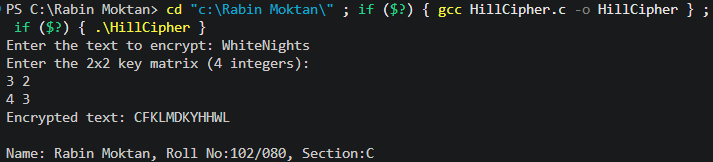 PS C:\Rabin Moktan> cd "c:\Rabin Moktan\" ; if ($?) { gcc HillCipher.c -o HillCipher } ;
if ($?) { .\HillCipher }
Enter the text to encrypt: WhiteNights
Enter the 2x2 key matrix (4 integers):
3 2
4 3
Encrypted text: CFKLMDKYHHWL
Name: Rabin Moktan, Roll No:102/080, Section:C